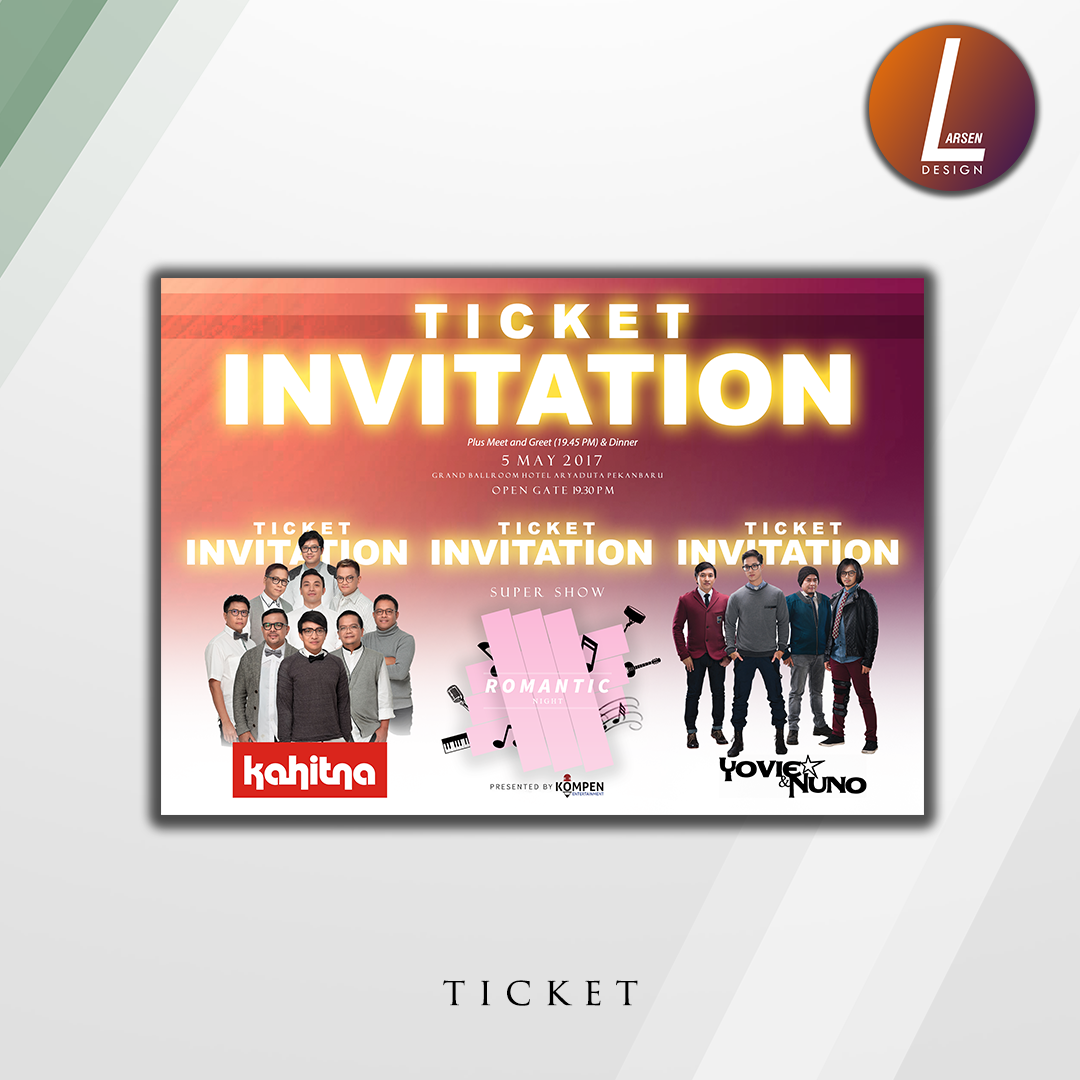 L
ARSEN
DESIGN
TICKET
INVITATION
Plus Meet and Greet (19.45 PM) & Dinner
5 MAY 2017
GRAND BALLROOM HOTEL ARYADUTA PEKANBARU
OPEN GATE 19.30 PM
TICKET
INVITATION
TICKET
INVITATION
TICKET
INVITATION
SUPER SHOW
ROMANTIC
NIGHT
kahitna
PRESENTED BY KOMPEN
ENTERTAINMENT
YOVIE
& NUNO
TICKET